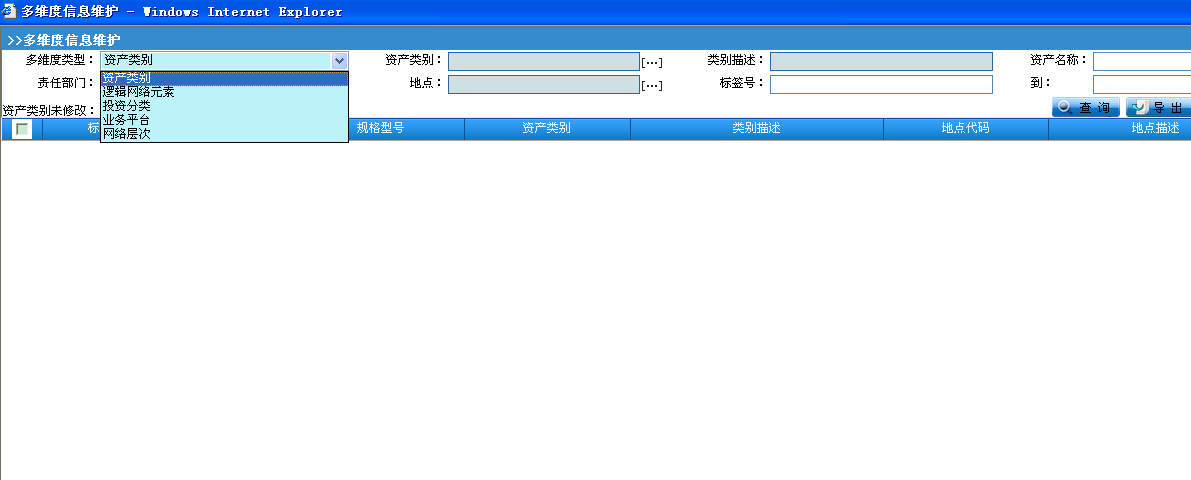 多维度信息维护 - Windows Internet Explorer
>>多维度信息维护
多维度类型： 资产类别 资产类别： [...] 类别描述： 资产名称：
责任部门： 地点： [...] 标签号： 到：
资产类别
逻辑网络元素
投资分类
业务平台
网络层次
资产类别未修改： 查 询 导 出
标 规格型号 资产类别 类别描述 地点代码 地点描述